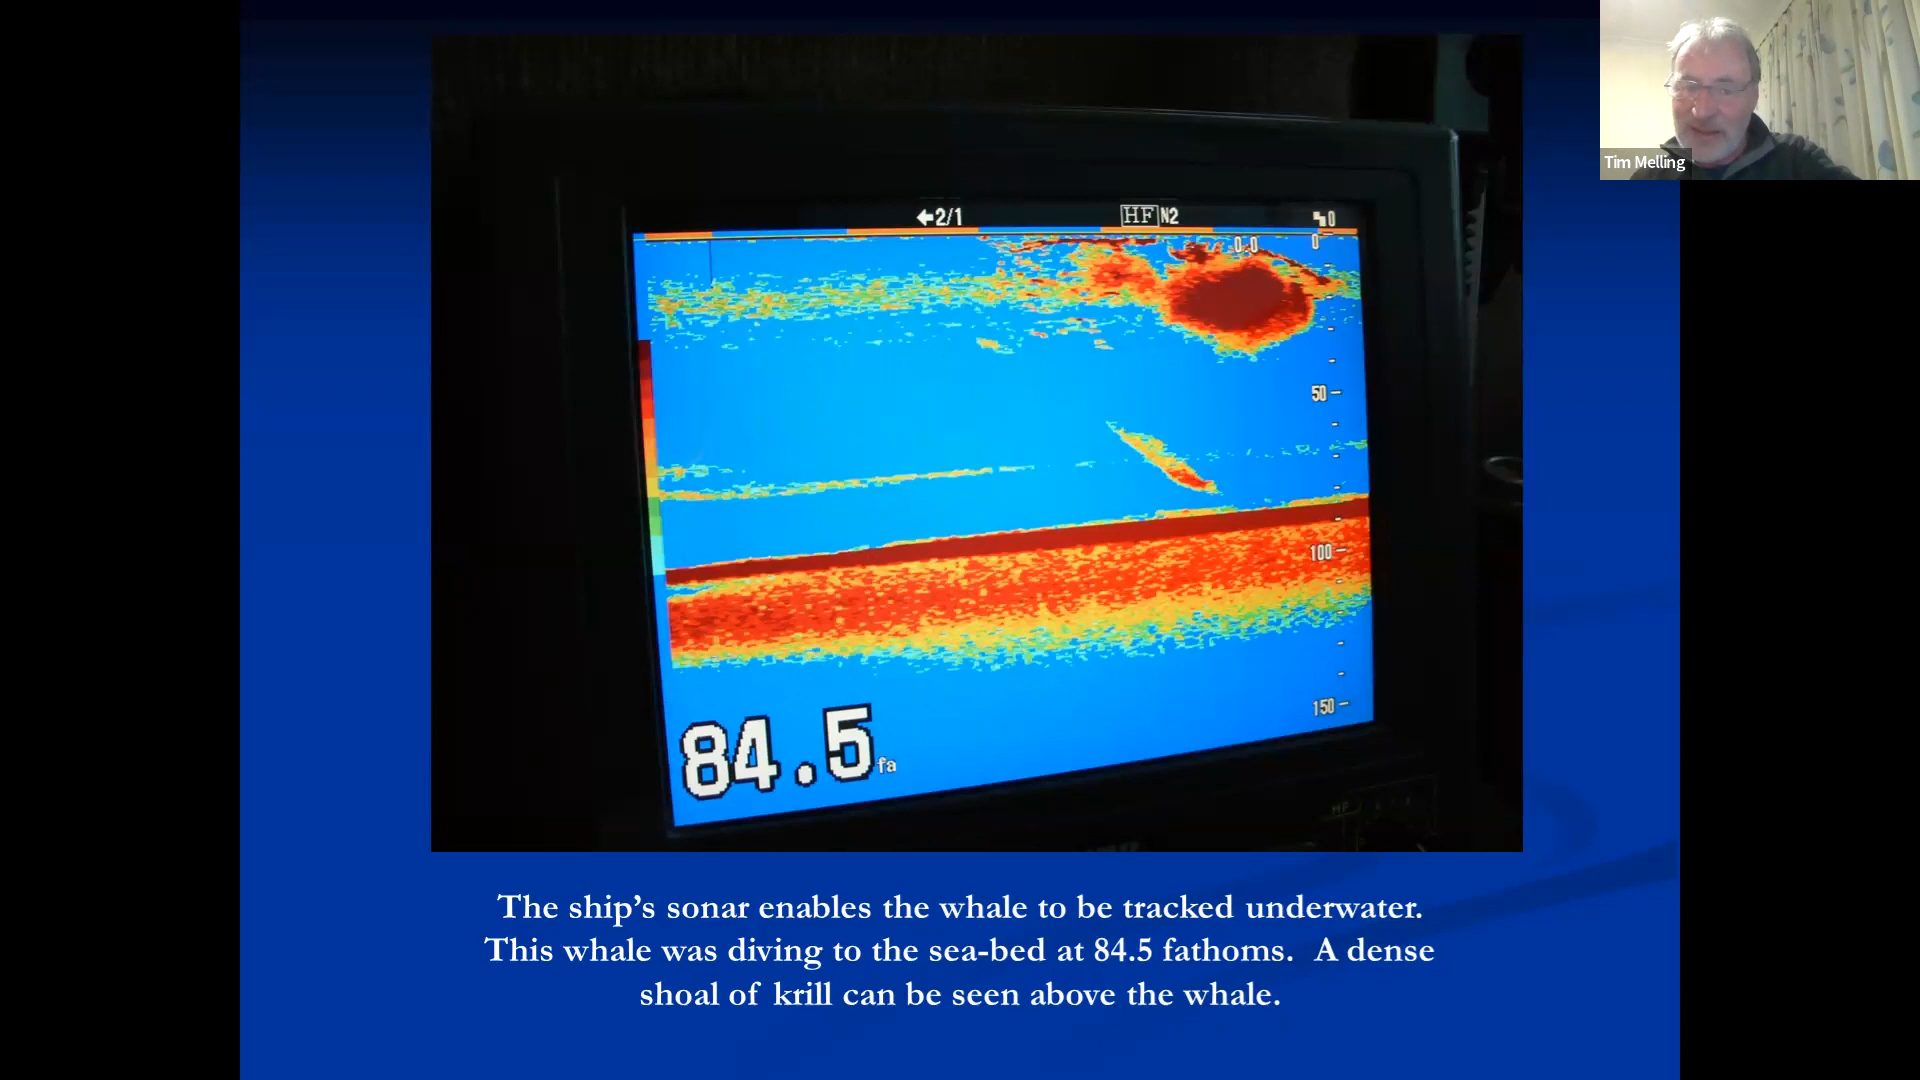 Tim Melling
←2/1
HF N2
0
0.0
0
50
100
150
84.5fa
HF
The ship’s sonar enables the whale to be tracked underwater.
This whale was diving to the sea-bed at 84.5 fathoms.  A dense
shoal of krill can be seen above the whale.